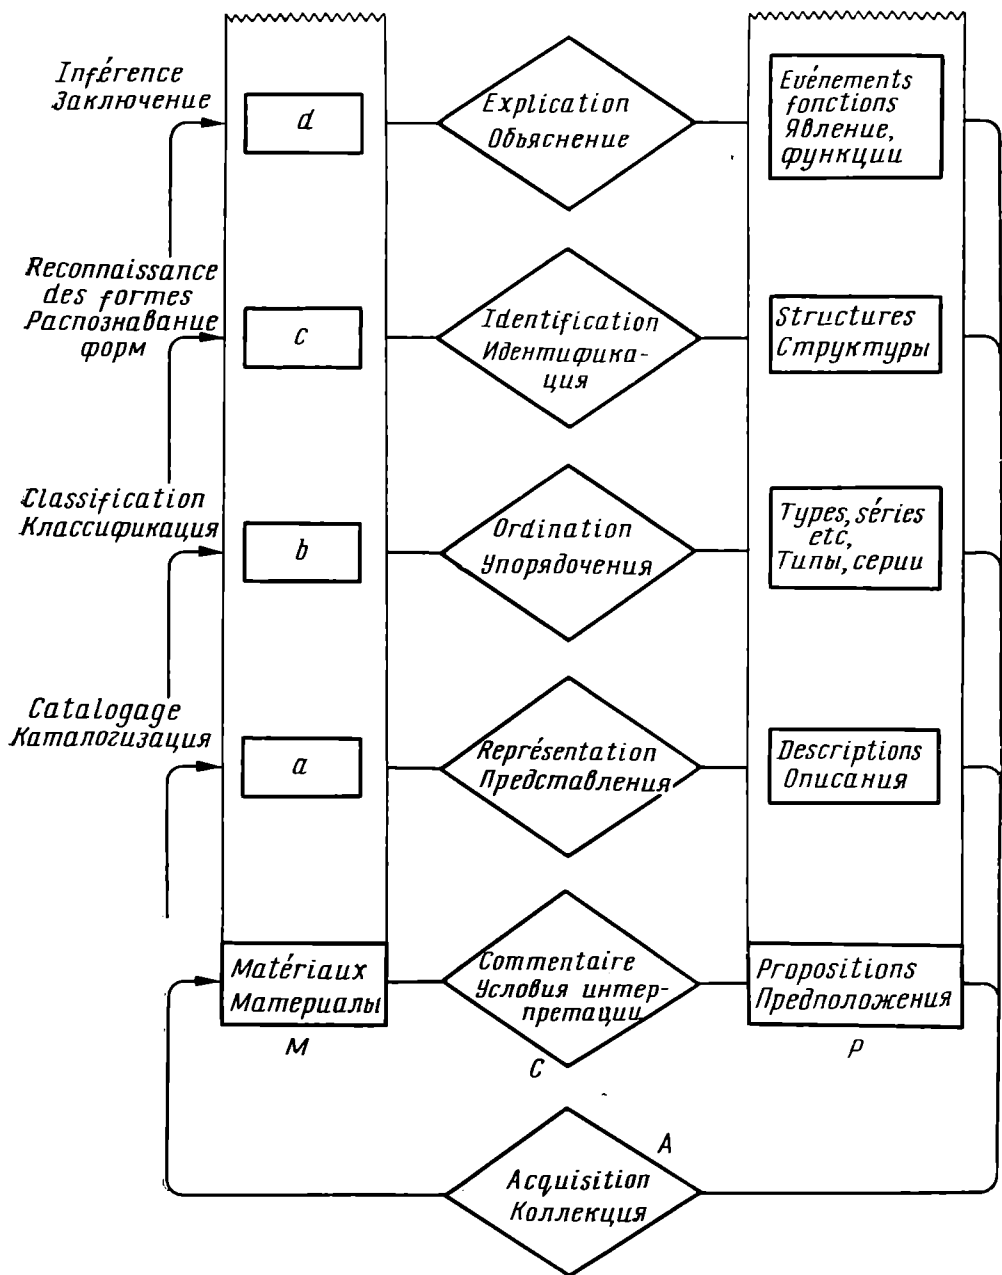 Inférence
Заключение
d
Explication
Объяснение
Evénements
fonctions
Явление,
функции
Reconnaissance
des formes
Распознавание
форм
c
Identification
Идентифика-
ция
Structures
Структуры
Classification
Классификация
b
Ordination
Упорядочения
Types, séries
etc,
Типы, серии
Catalogage
Каталогизация
a
Représentation
Представления
Descriptions
Описания
Matériaux
Материалы
M
Commentaire
Условия интер-
претации
C
Propositions
Предположения
P
A
Acquisition
Коллекция